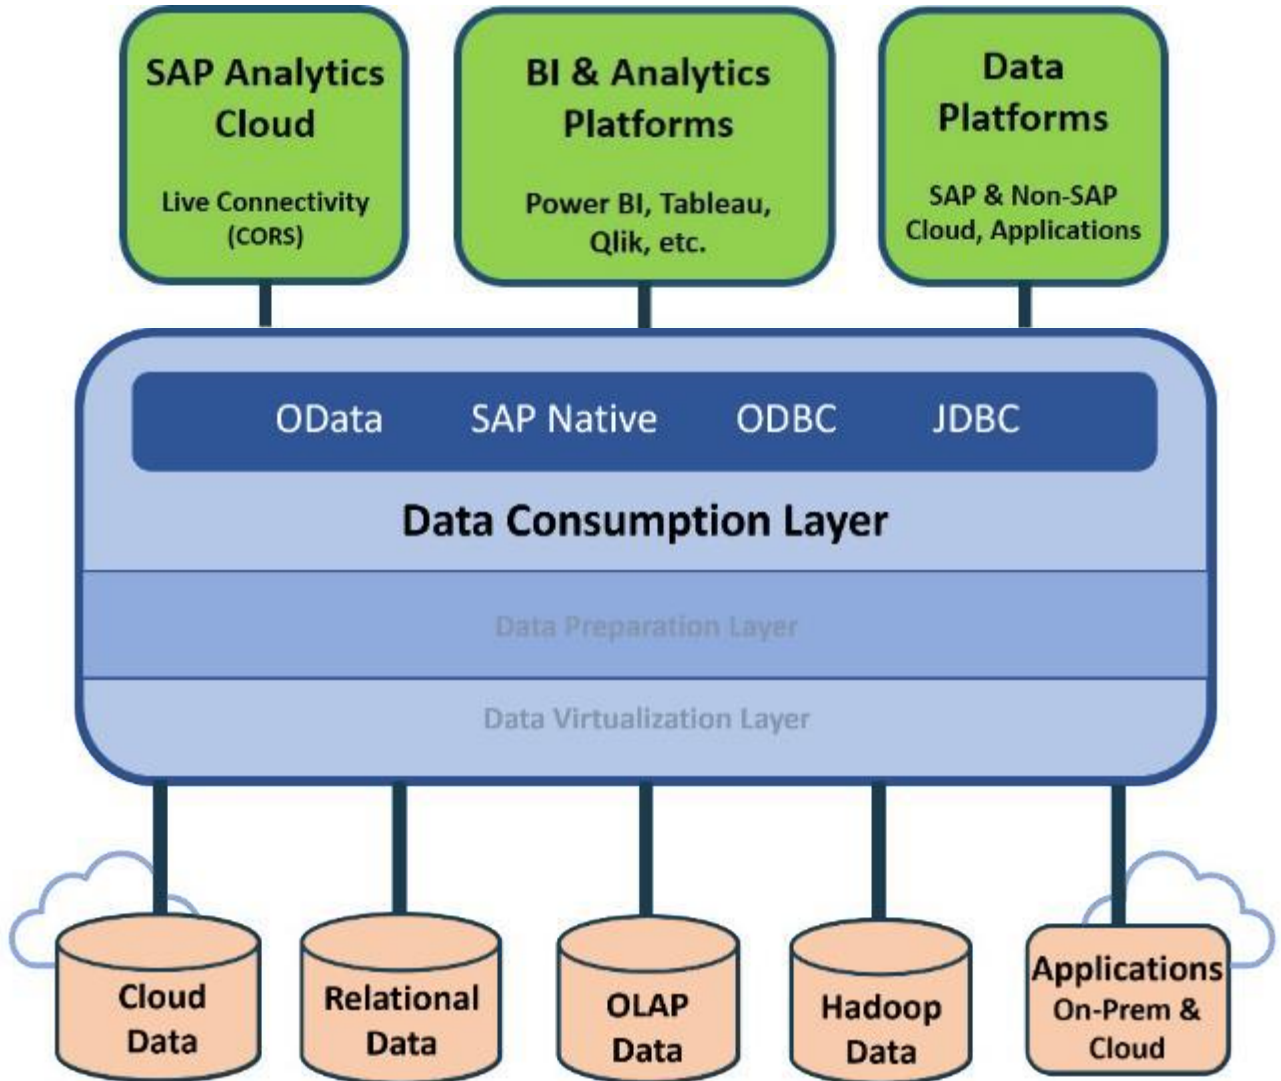 SAP Analytics
Cloud
Live Connectivity
(CORS)
BI & Analytics
Platforms
Power BI, Tableau,
Qlik, etc.
Data
Platforms
SAP & Non-SAP
Cloud, Applications
OData SAP Native ODBC JDBC
Data Consumption Layer
Data Preparation Layer
Data Virtualization Layer
Cloud
Data
Relational
Data
OLAP
Data
Hadoop
Data
Applications
On-Prem &
Cloud